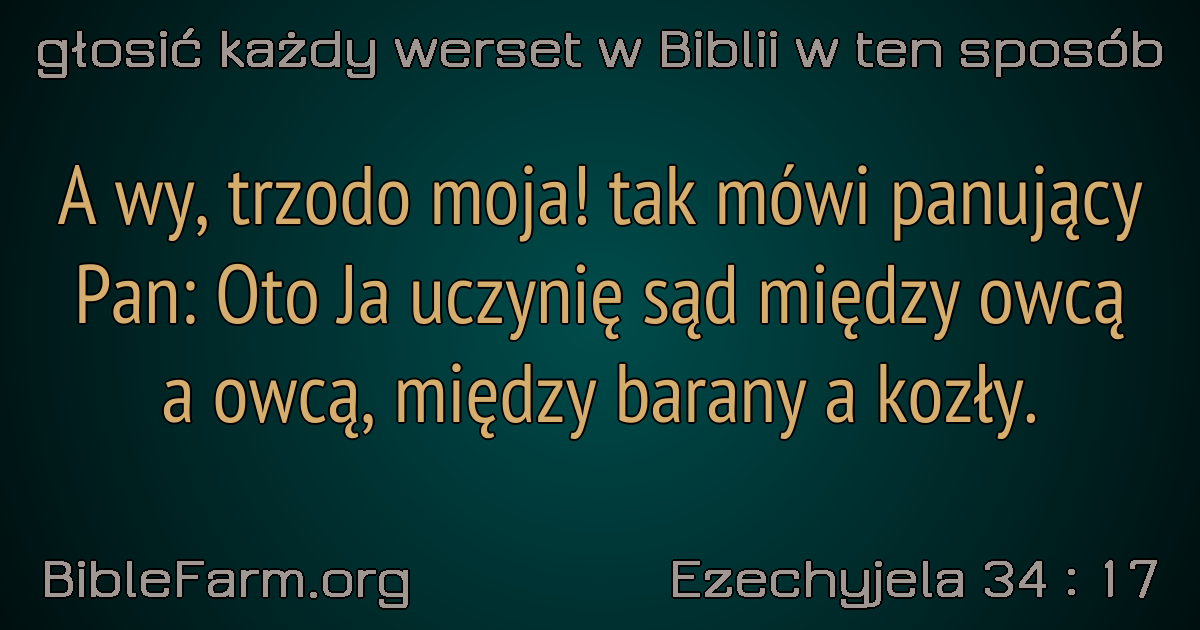 głosić każdy werset w Biblii w ten sposób
A wy, trzodo moja! tak mówi panujący
Pan: Oto Ja uczynię sąd między owcą
a owcą, między barany a kozły.
BibleFarm.org
Ezechyjela 34 : 17